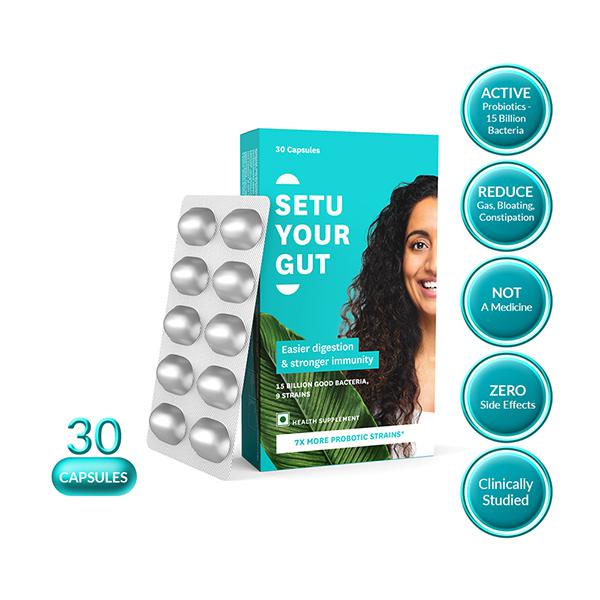 30 Capsules
SETU
YOUR
GUT
Easier digestion
& stronger immunity
15 BILLION GOOD BACTERIA,
9 STRAINS
HEALTH SUPPLEMENT
7X MORE PROBIOTIC STRAINS*
30
CAPSULES
ACTIVE
Probiotics -
15 Billion
Bacteria
REDUCE
Gas, Bloating,
Constipation
NOT
A Medicine
ZERO
Side Effects
Clinically
Studied